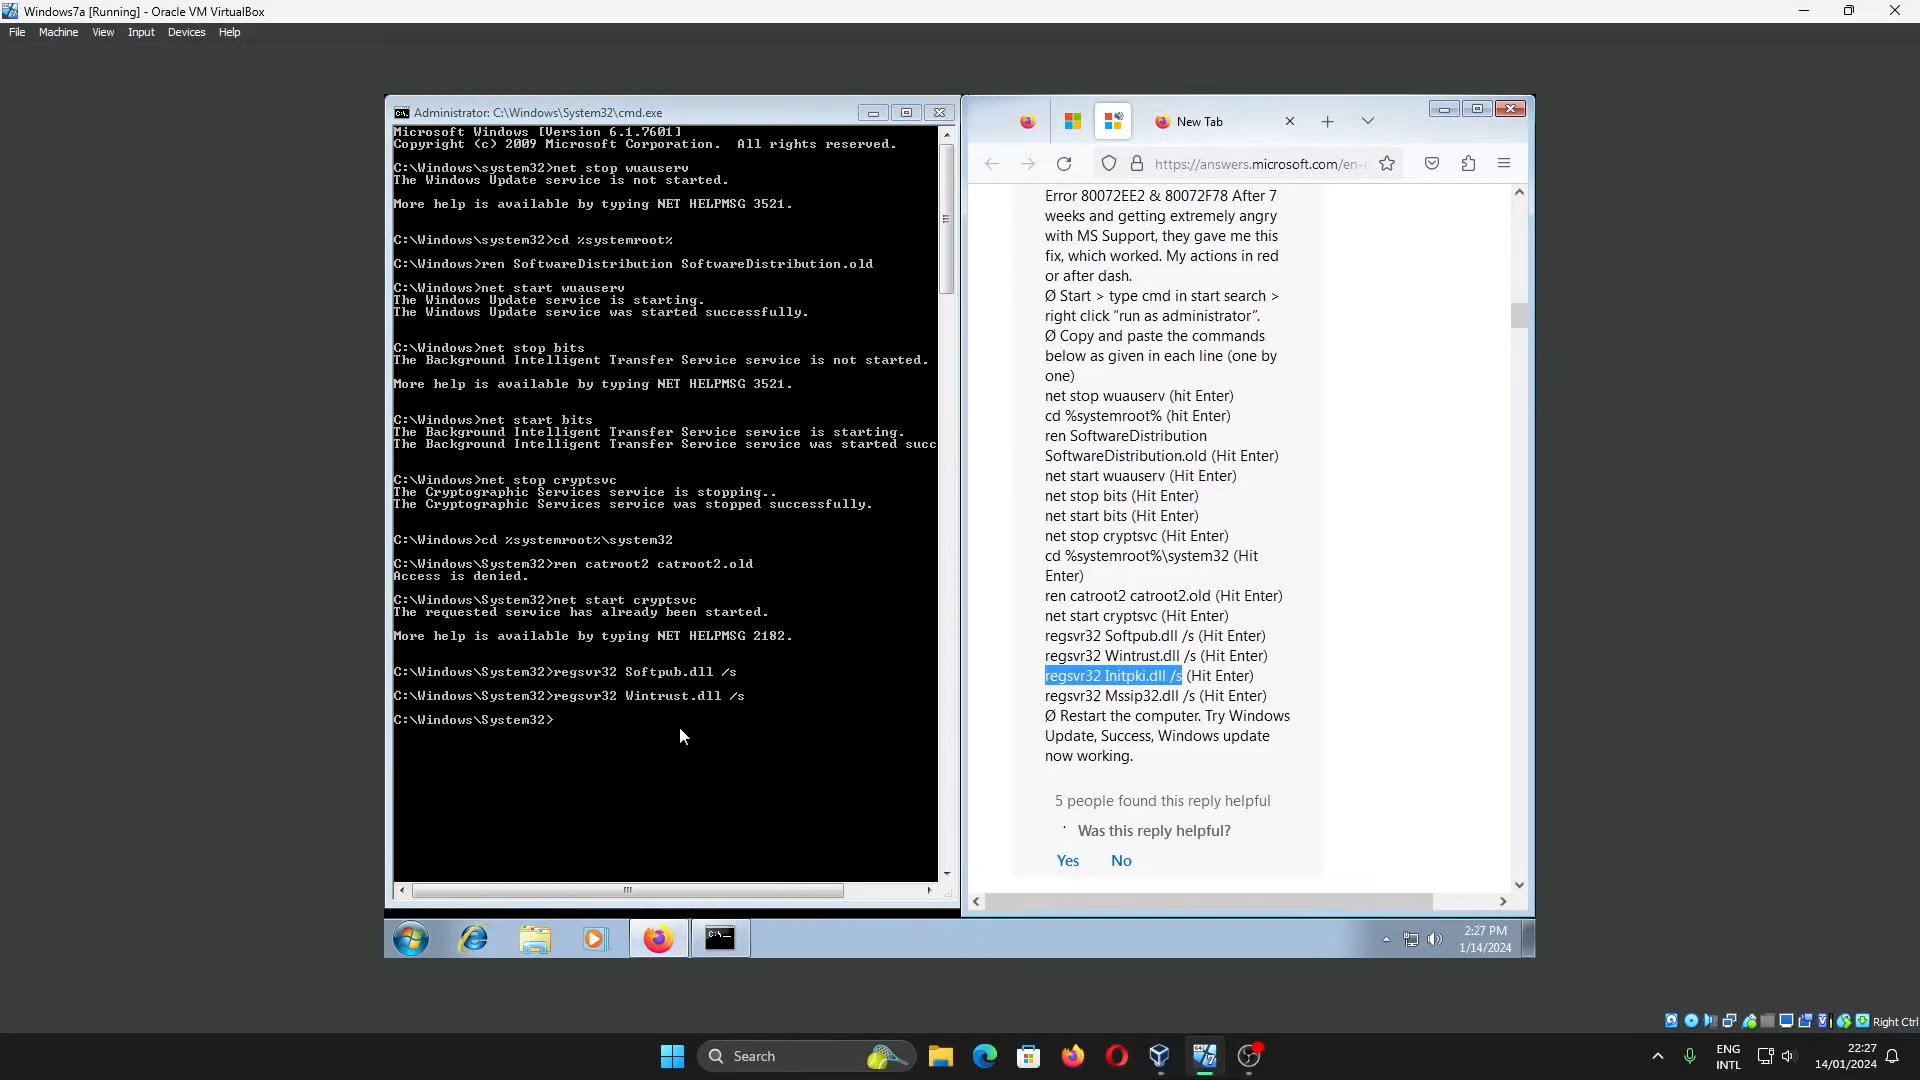 Windows7a [Running] - Oracle VM VirtualBox
File Machine View Input Devices Help
Administrator: C:\Windows\System32\cmd.exe
Microsoft Windows [Version 6.1.7601]
Copyright (c) 2009 Microsoft Corporation.  All rights reserved.
C:\Windows\system32>net stop wuauserv
The Windows Update service is not started.
More help is available by typing NET HELPMSG 3521.
C:\Windows\system32>cd %systemroot%
C:\Windows>ren SoftwareDistribution SoftwareDistribution.old
C:\Windows>net start wuauserv
The Windows Update service is starting.
The Windows Update service was started successfully.
C:\Windows>net stop bits
The Background Intelligent Transfer Service service is not started.
More help is available by typing NET HELPMSG 3521.
C:\Windows>net start bits
The Background Intelligent Transfer Service service is starting.
The Background Intelligent Transfer Service service was started succ
C:\Windows>net stop cryptsvc
The Cryptographic Services service is stopping..
The Cryptographic Services service was stopped successfully.
C:\Windows>cd %systemroot%\system32
C:\Windows\System32>ren catroot2 catroot2.old
Access is denied.
C:\Windows\System32>net start cryptsvc
The requested service has already been started.
More help is available by typing NET HELPMSG 2182.
C:\Windows\System32>regsvr32 Softpub.dll /s
C:\Windows\System32>regsvr32 Wintrust.dll /s
C:\Windows\System32>
New Tab
https://answers.microsoft.com/en-
Error 80072EE2 & 80072F78 After 7
weeks and getting extremely angry
with MS Support, they gave me this
fix, which worked. My actions in red
or after dash.
Ø Start > type cmd in start search >
right click “run as administrator”.
Ø Copy and paste the commands
below as given in each line (one by
one)
net stop wuauserv (hit Enter)
cd %systemroot% (hit Enter)
ren SoftwareDistribution
SoftwareDistribution.old (Hit Enter)
net start wuauserv (Hit Enter)
net stop bits (Hit Enter)
net start bits (Hit Enter)
net stop cryptsvc (Hit Enter)
cd %systemroot%\system32 (Hit
Enter)
ren catroot2 catroot2.old (Hit Enter)
net start cryptsvc (Hit Enter)
regsvr32 Softpub.dll /s (Hit Enter)
regsvr32 Wintrust.dll /s (Hit Enter)
regsvr32 Initpki.dll /s (Hit Enter)
regsvr32 Mssip32.dll /s (Hit Enter)
Ø Restart the computer. Try Windows
Update, Success, Windows update
now working.
5 people found this reply helpful
Was this reply helpful?
Yes No
2:27 PM
1/14/2024
Right Ctrl
Search
ENG
INTL
22:27
14/01/2024